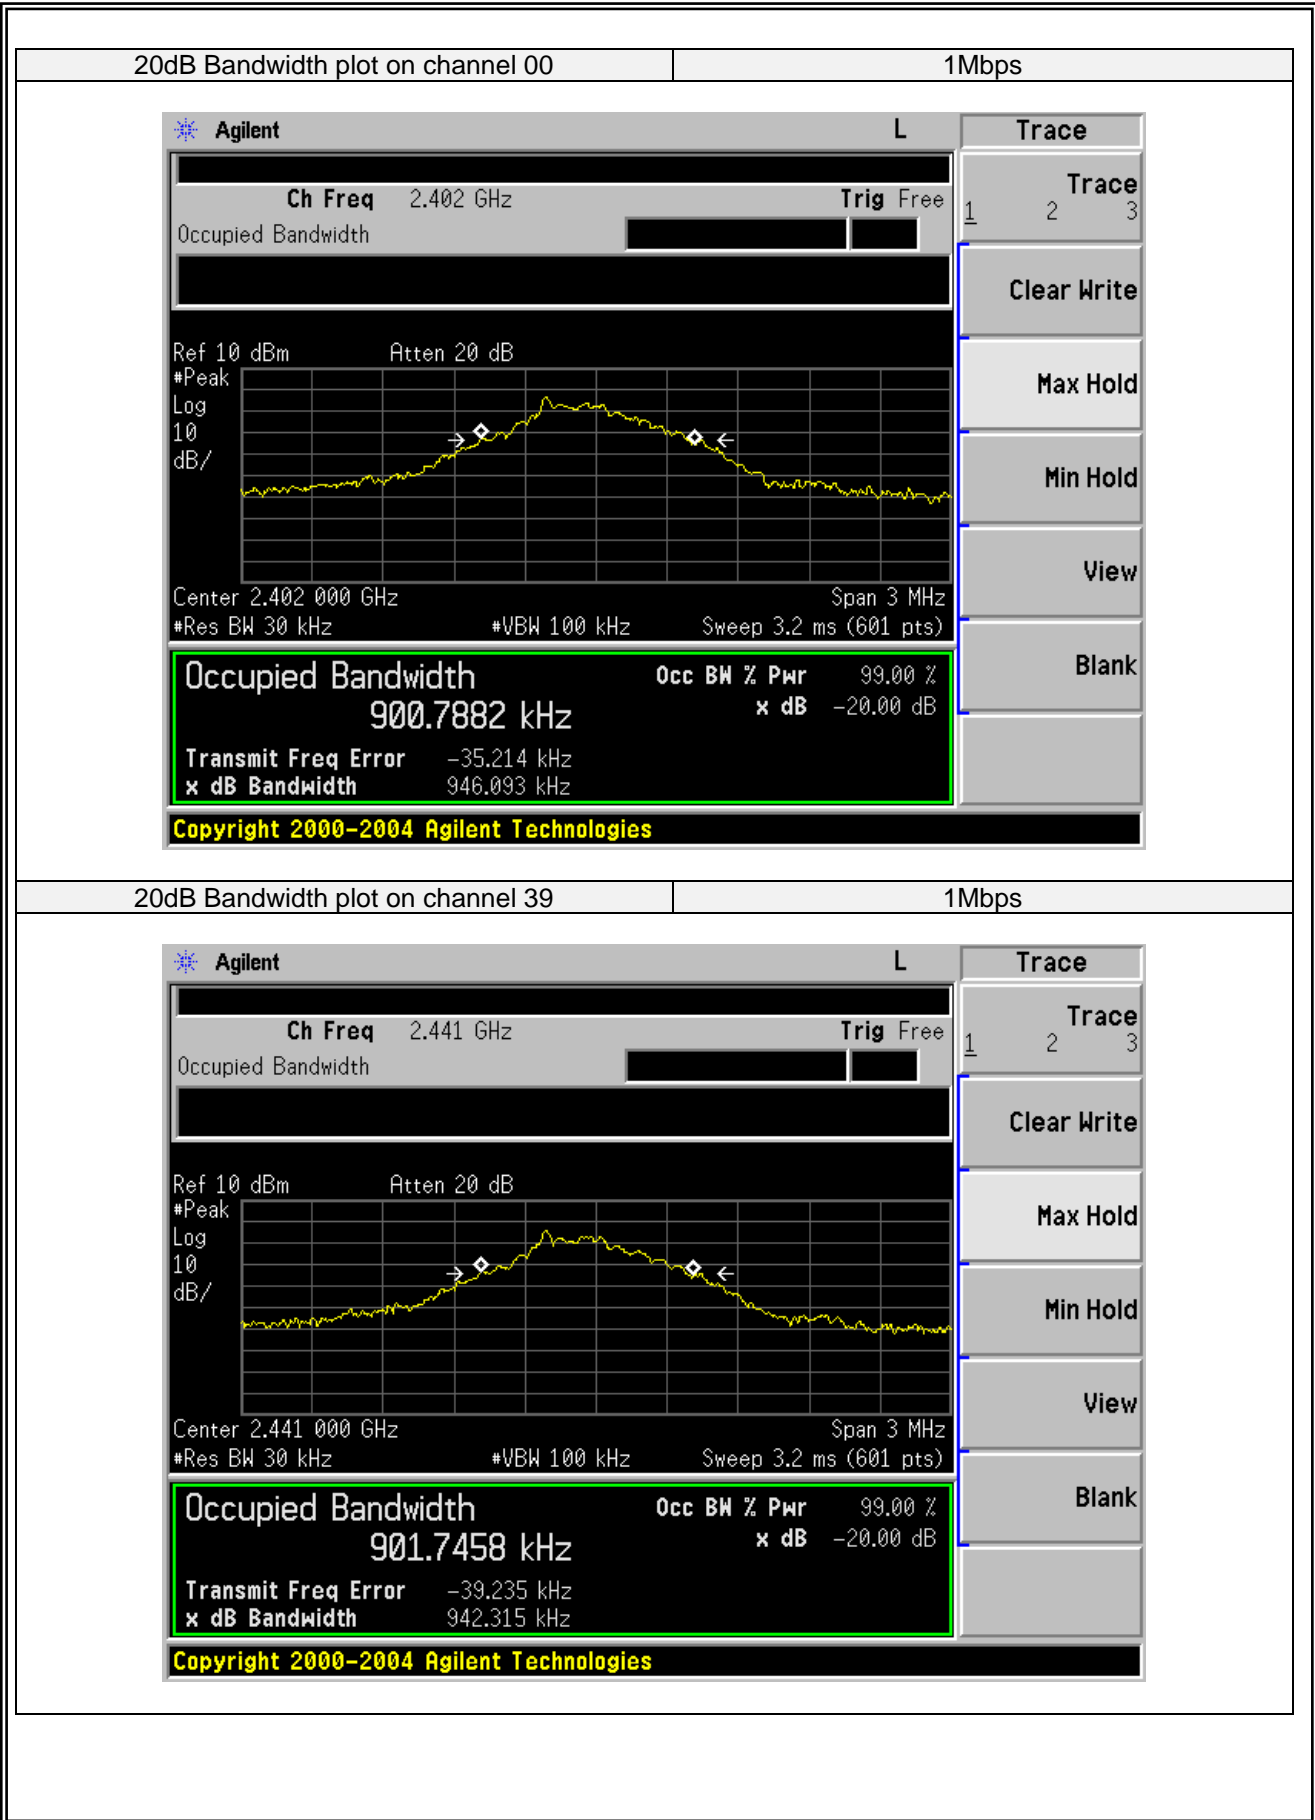 20dB Bandwidth plot on channel 00 1Mbps
Agilent L Trace
Ch Freq 2.402 GHz Trig Free
Trace
1 2 3
Occupied Bandwidth
Clear Write
Ref 10 dBm Atten 20 dB
#Peak
Log
10
dB/
Max Hold
Min Hold
View
Center 2.402 000 GHz Span 3 MHz
#Res BW 30 kHz #VBW 100 kHz Sweep 3.2 ms (601 pts)
Blank
Occupied Bandwidth Occ BW % Pwr 99.00 %
900.7882 kHz x dB -20.00 dB
Transmit Freq Error -35.214 kHz
x dB Bandwidth 946.093 kHz
Copyright 2000-2004 Agilent Technologies
20dB Bandwidth plot on channel 39 1Mbps
Agilent L Trace
Ch Freq 2.441 GHz Trig Free
Trace
1 2 3
Occupied Bandwidth
Clear Write
Ref 10 dBm Atten 20 dB
#Peak
Log
10
dB/
Max Hold
Min Hold
View
Center 2.441 000 GHz Span 3 MHz
#Res BW 30 kHz #VBW 100 kHz Sweep 3.2 ms (601 pts)
Blank
Occupied Bandwidth Occ BW % Pwr 99.00 %
901.7458 kHz x dB -20.00 dB
Transmit Freq Error -39.235 kHz
x dB Bandwidth 942.315 kHz
Copyright 2000-2004 Agilent Technologies